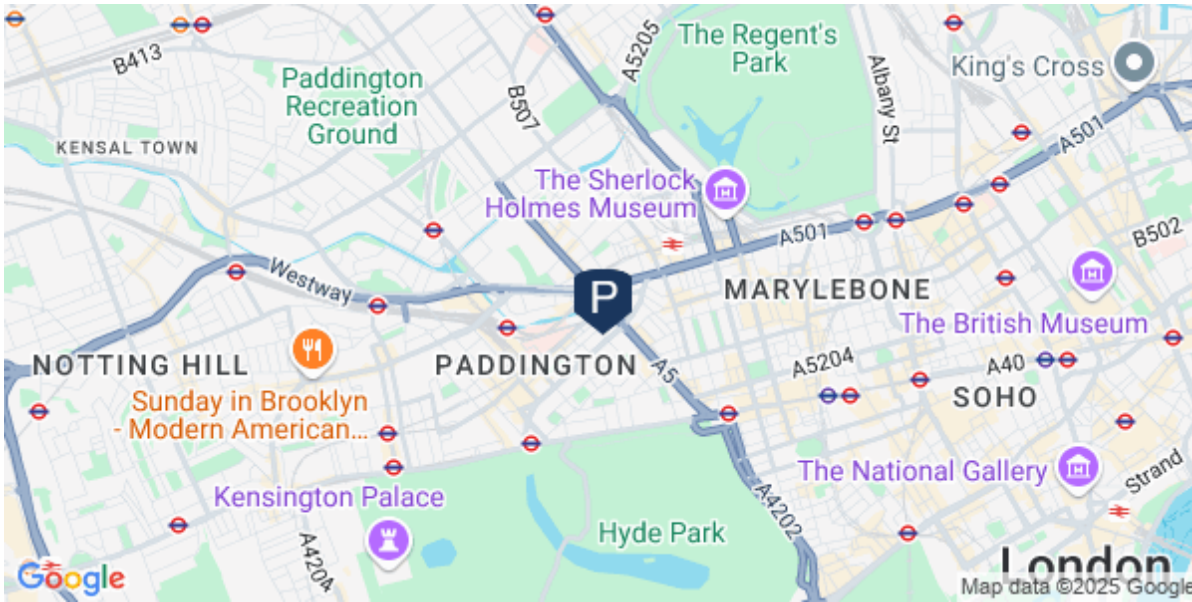 B413
A5205
The Regent's
Park
King's Cross
Paddington
Recreation
Ground
B507
Albany St
A501
KENSAL TOWN
The Sherlock
Holmes Museum
A501
B502
Westway
P
MARYLEBONE
The British Museum
NOTTING HILL
PADDINGTON
A5
A5204
A40
SOHO
Sunday in Brooklyn
- Modern American...
Kensington Palace
The National Gallery
Strand
A4202
Hyde Park
A4204
London
Google
Map data ©2025 Google